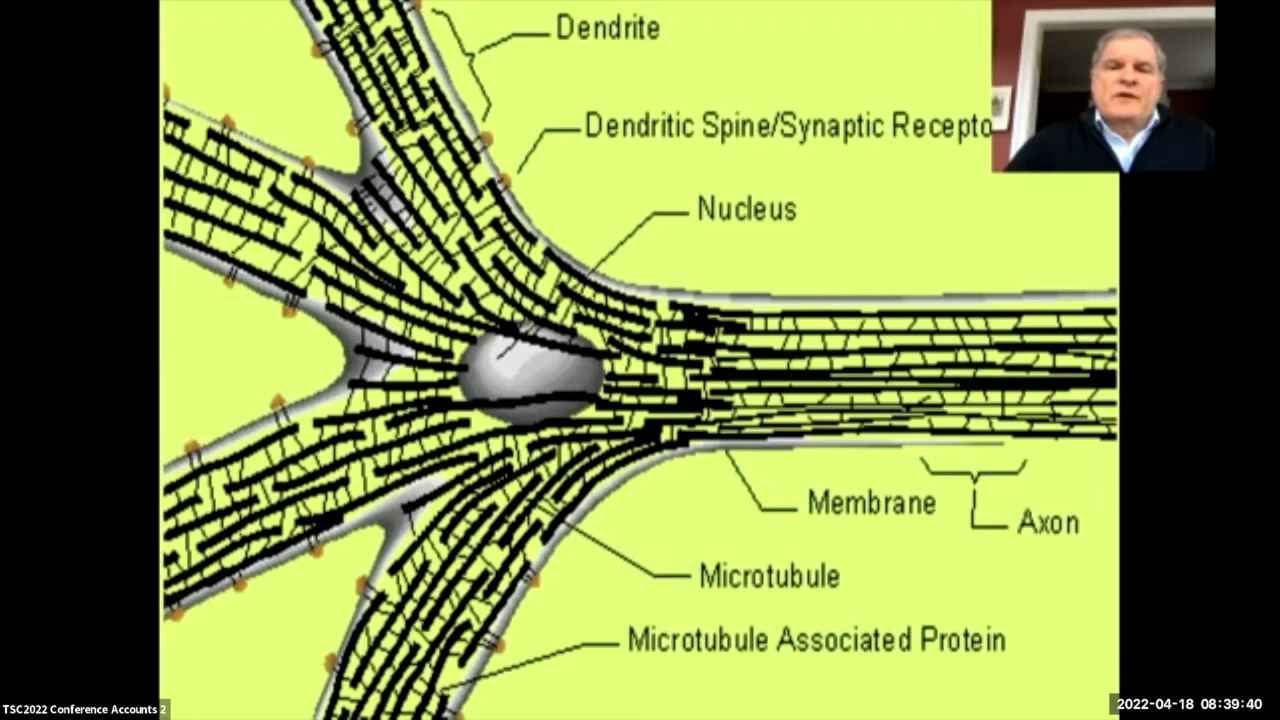 Dendrite
Dendritic Spine/Synaptic Recepto
Nucleus
Membrane
Axon
Microtubule
Microtubule Associated Protein
TSC2022 Conference Accounts 2
2022-04-18 08:39:40